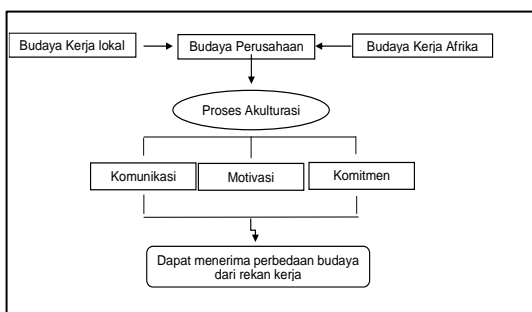 Budaya Kerja lokal
Budaya Perusahaan
Budaya Kerja Afrika
Proses Akulturasi
Komunikasi
Motivasi
Komitmen
Dapat menerima perbedaan budaya
dari rekan kerja